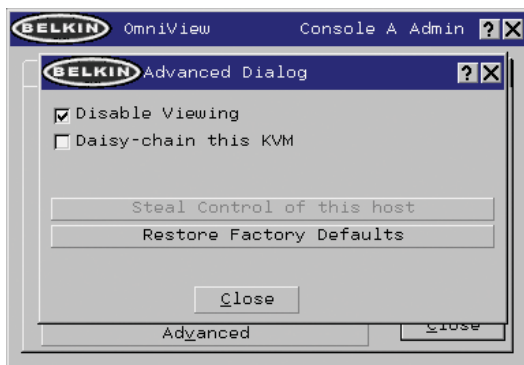 BELKIN OmniView Console A Admin ? X
BELKIN Advanced Dialog ? X
Disable Viewing
Daisy-chain this KVM
Steal Control of this host
Restore Factory Defaults
Close
Advanced Close